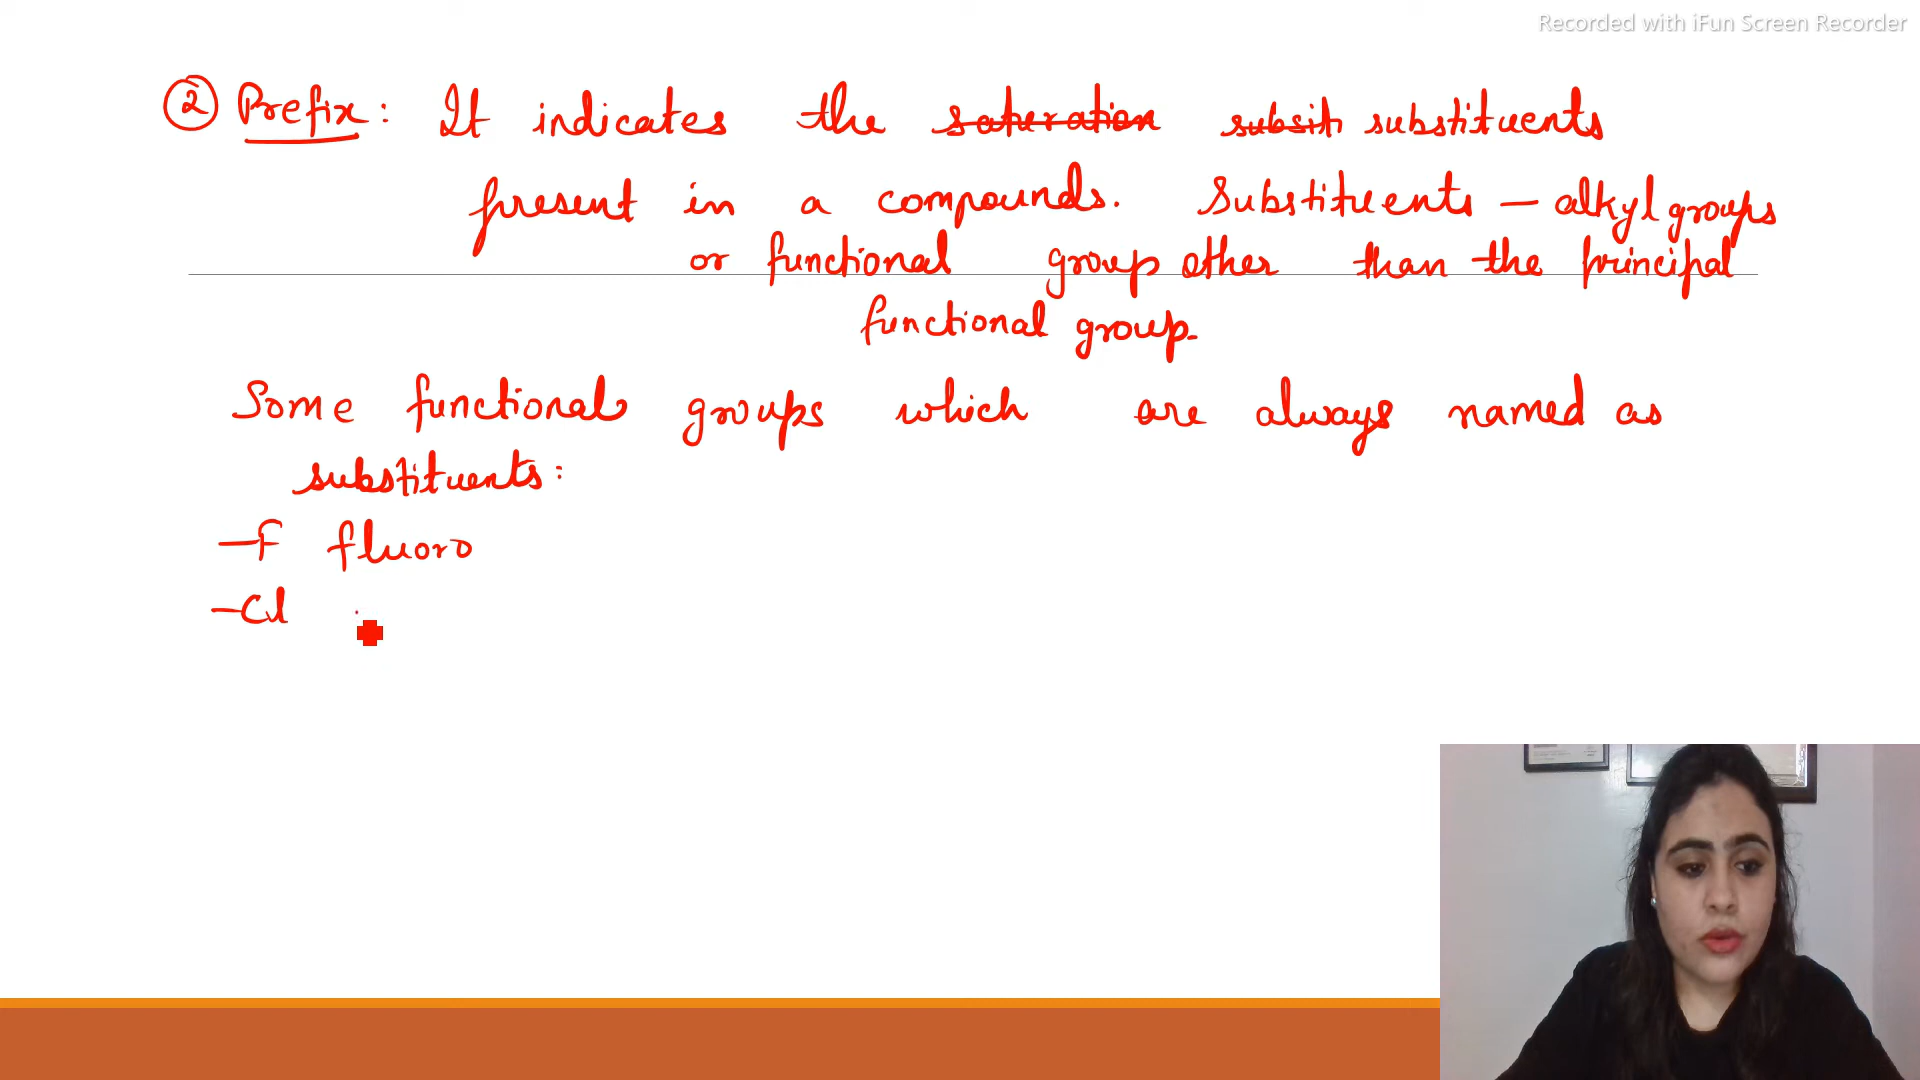 Recorded with iFun Screen Recorder
② Prefix: It indicates the saturation subsit substituents
present in a compounds. Substituents – alkyl groups
or functional group other than the principal
functional group.
Some functional groups which are always named as
substituents:
–F fluoro
–Cl